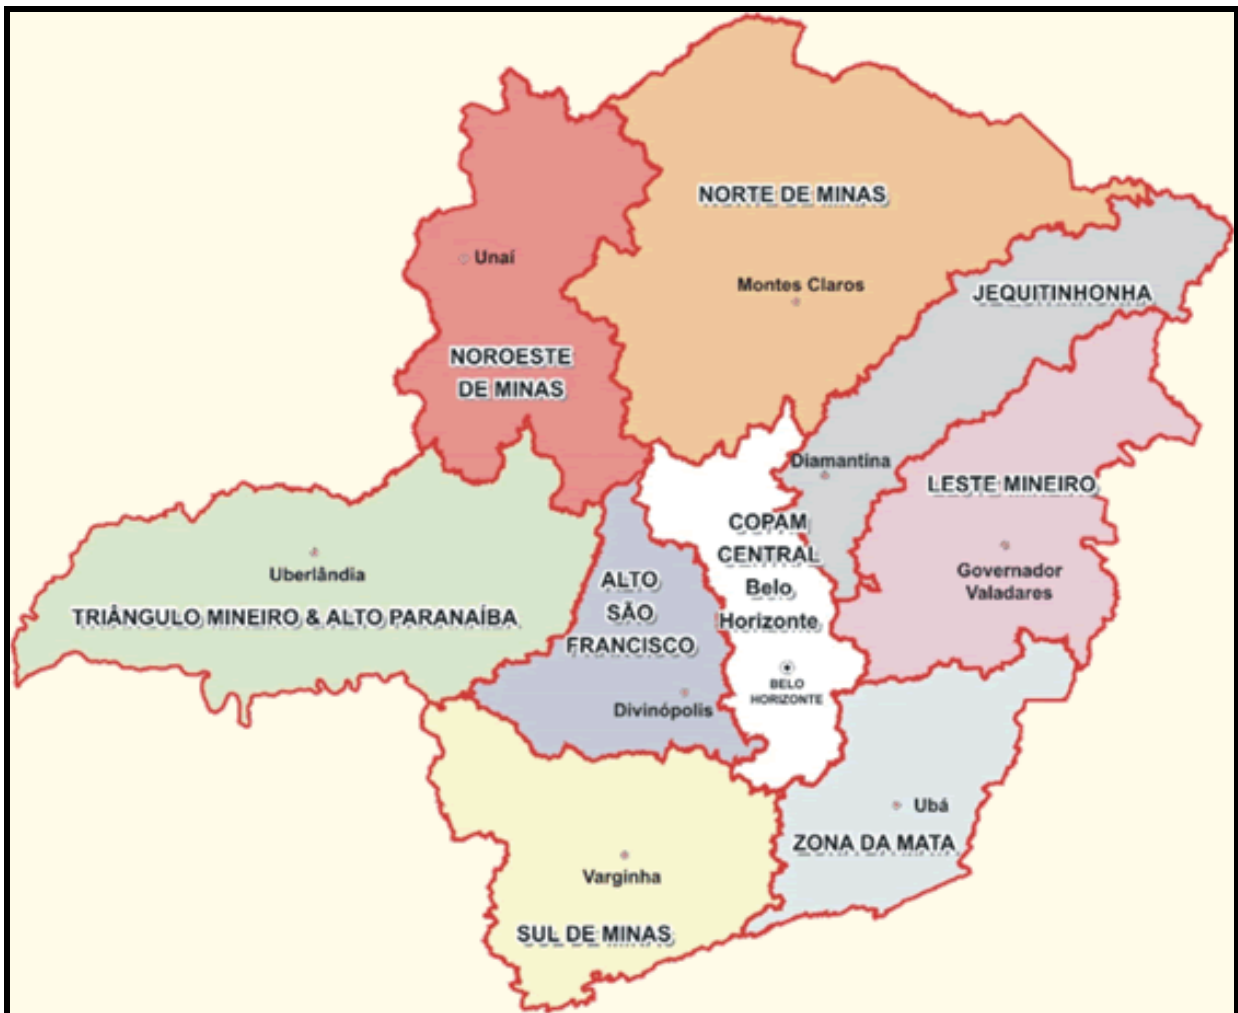 NORTE DE MINAS
Unaí
Montes Claros
JEQUITINHONHA
NOROESTE
DE MINAS
Diamantina
LESTE MINEIRO
COPAM
CENTRAL
Belo
Horizonte
Uberlândia
TRIÂNGULO MINEIRO & ALTO PARANAÍBA
ALTO
SÃO
FRANCISCO
Governador
Valadares
BELO
HORIZONTE
Divinópolis
Ubá
ZONA DA MATA
Varginha
SUL DE MINAS